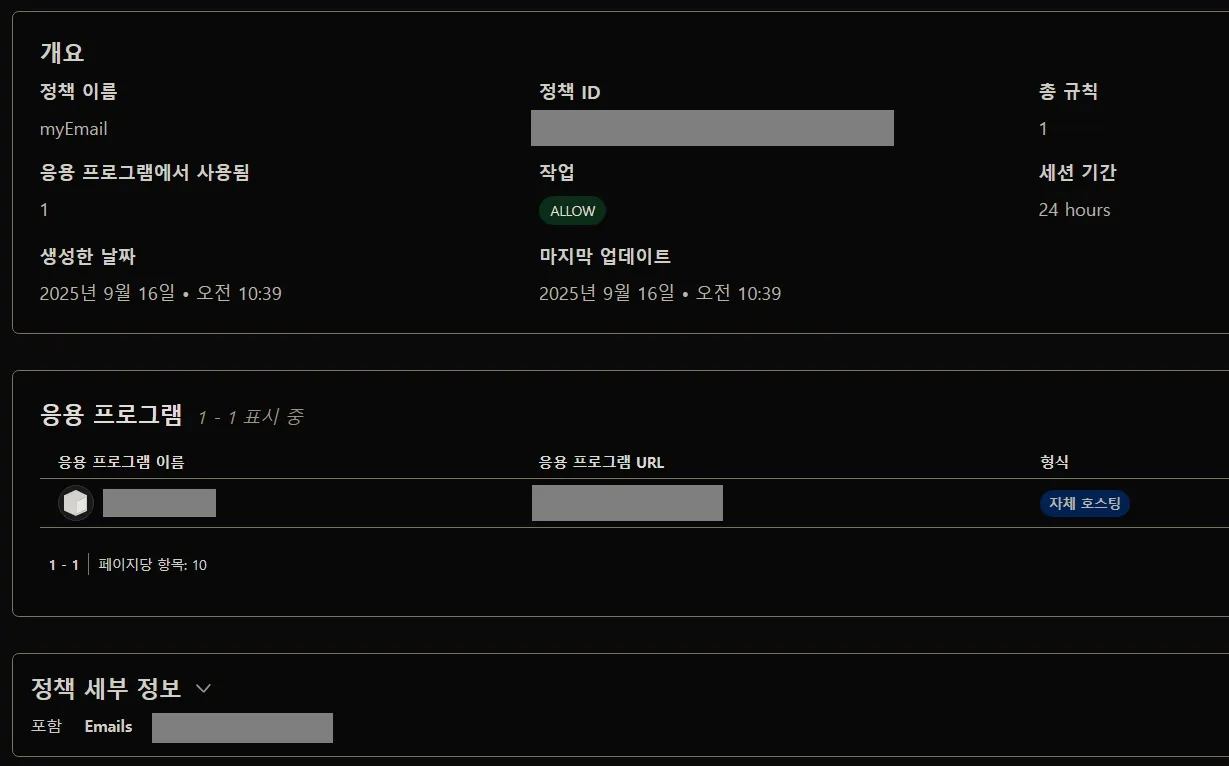 개요
정책 이름 정책 ID 총 규칙
myEmail 1
응용 프로그램에서 사용됨 작업 세션 기간
1 ALLOW 24 hours
생성한 날짜 마지막 업데이트
2025년 9월 16일 • 오전 10:39 2025년 9월 16일 • 오전 10:39
응용 프로그램 1 - 1 표시 중
응용 프로그램 이름 응용 프로그램 URL 형식
자체 호스팅
1 - 1 페이지당 항목: 10
정책 세부 정보
포함 Emails